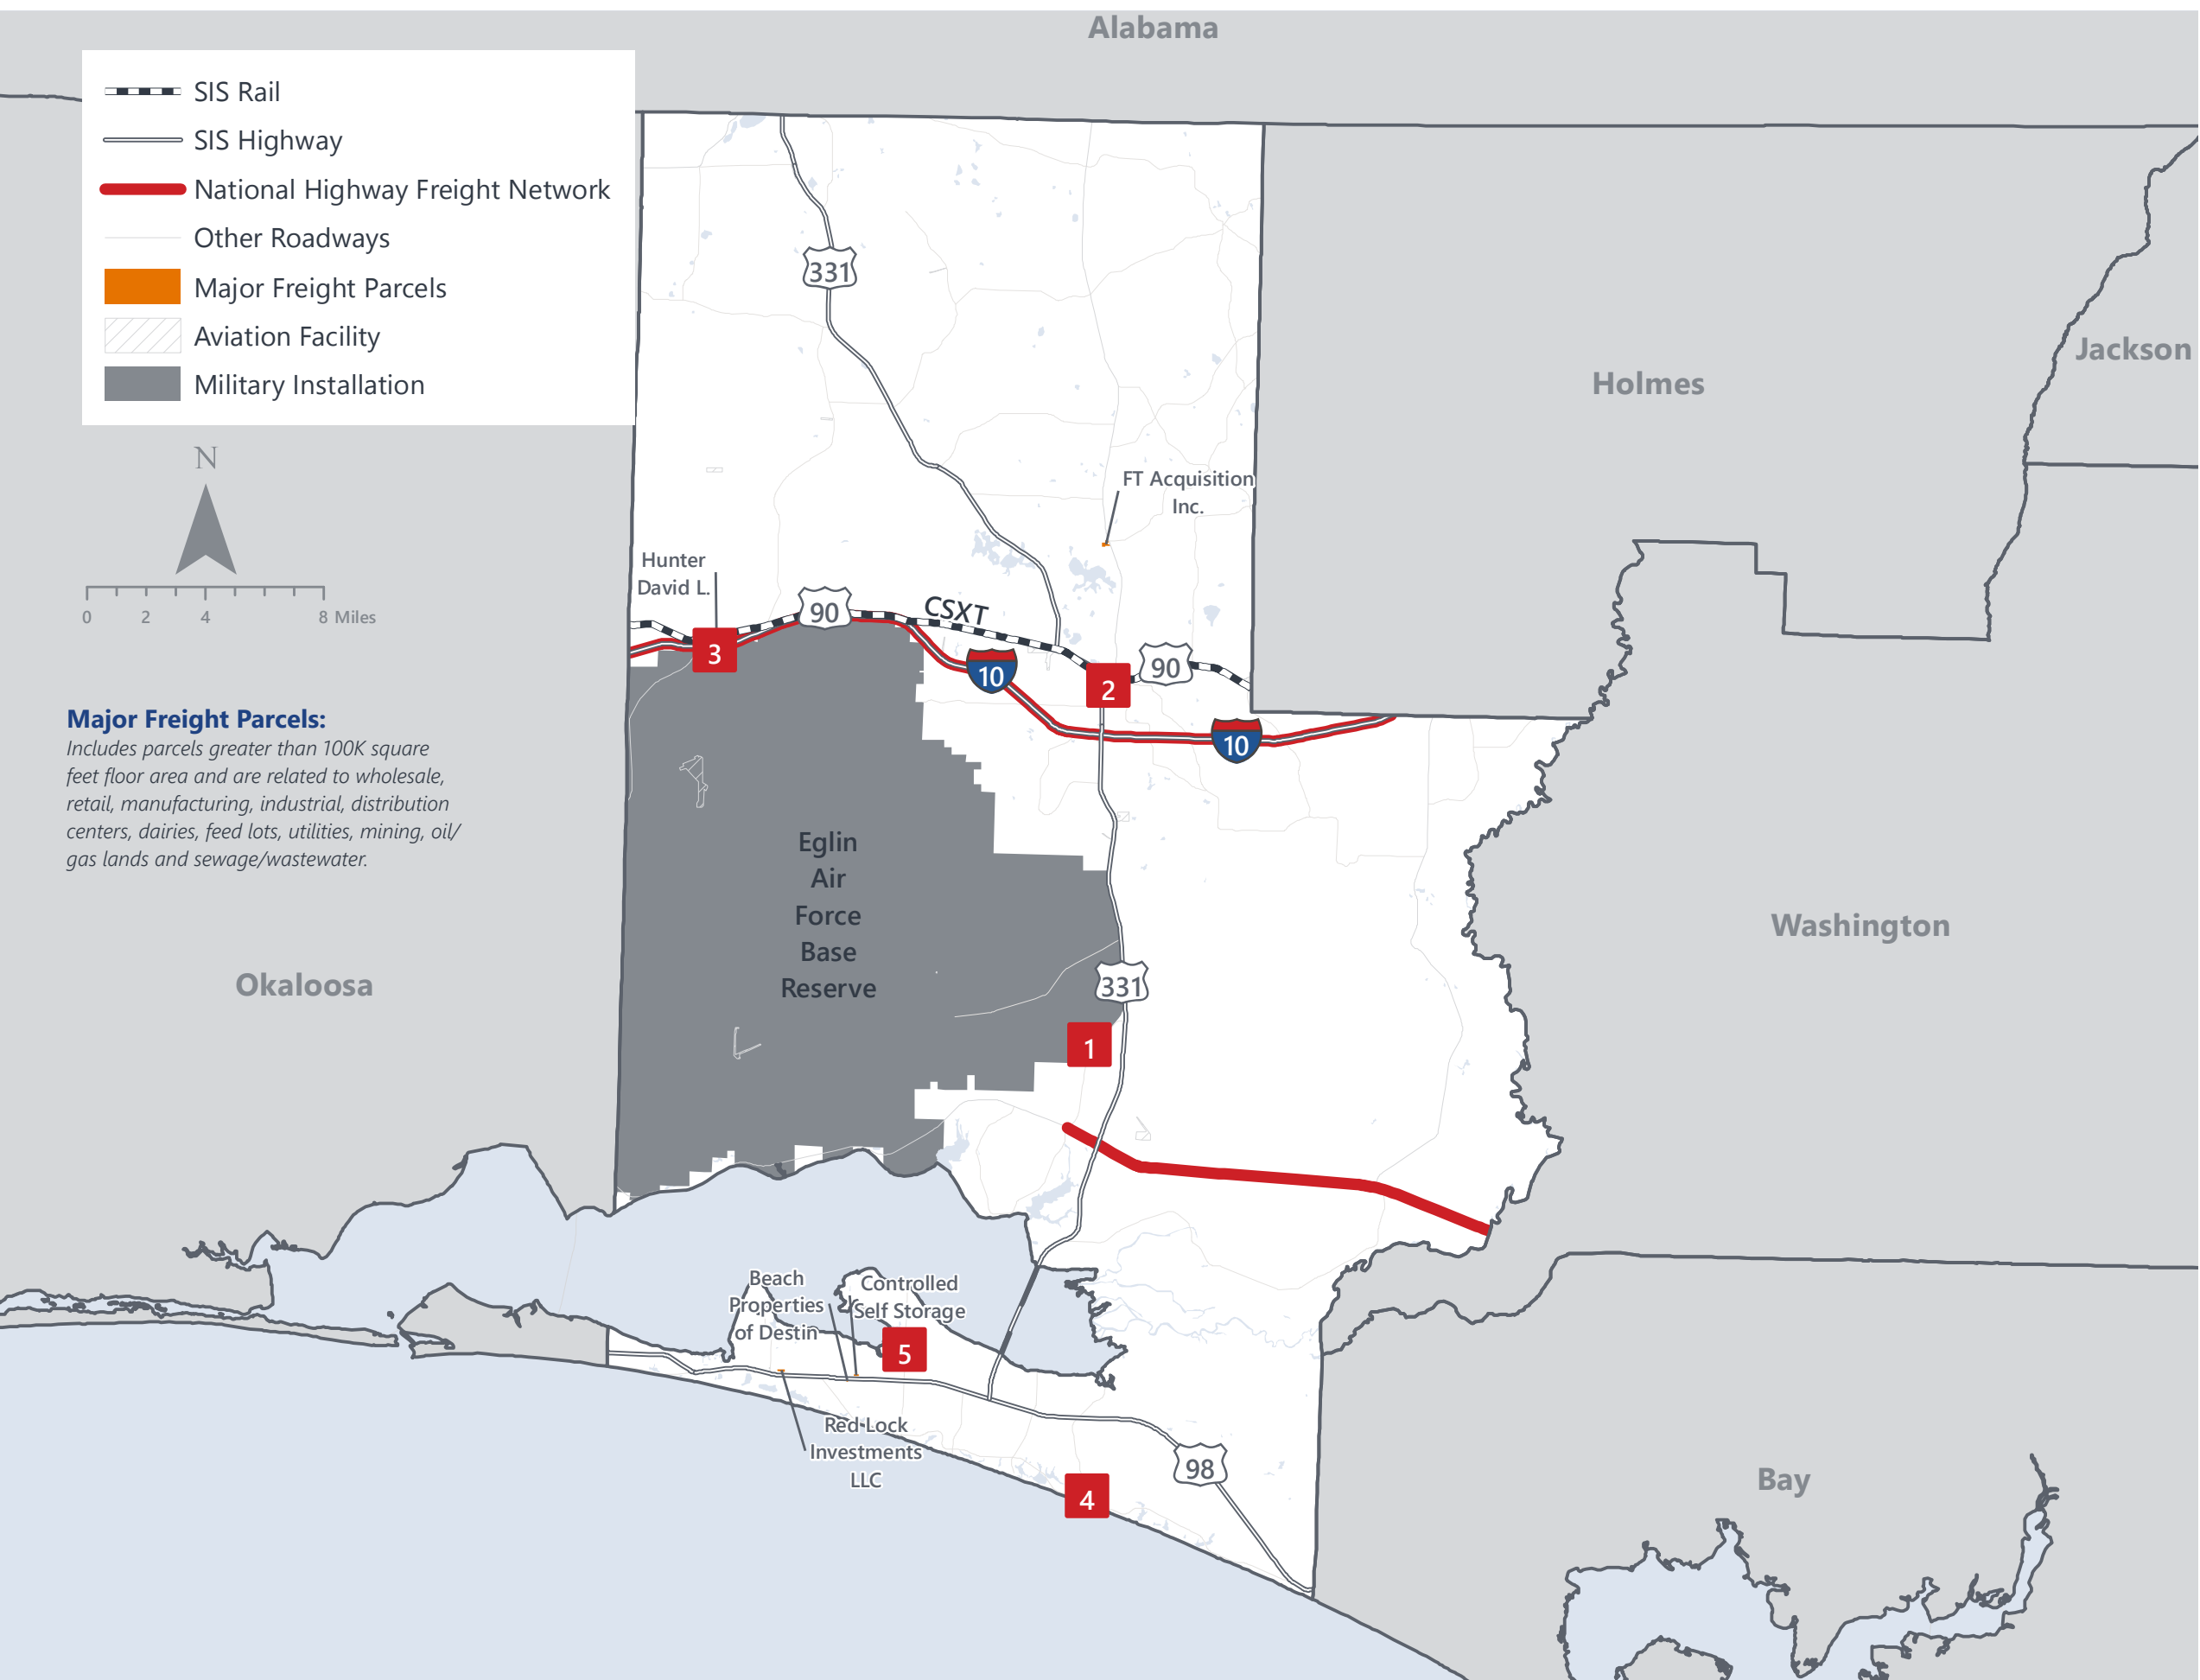 Alabama
SIS Rail
SIS Highway
National Highway Freight Network
Other Roadways
Major Freight Parcels
Aviation Facility
Military Installation
N
0 2 4 8 Miles
Major Freight Parcels:
Includes parcels greater than 100K square
feet floor area and are related to wholesale,
retail, manufacturing, industrial, distribution
centers, dairies, feed lots, utilities, mining, oil/
gas lands and sewage/wastewater.
331
Holmes
Jackson
FT Acquisition
Inc.
Hunter
David L.
90
CSXT
3
10
2
90
10
Eglin
Air
Force
Base
Reserve
Okaloosa
Washington
331
1
Beach
Properties
of Destin
Controlled
Self Storage
5
Red Lock
Investments
LLC
98
4
Bay